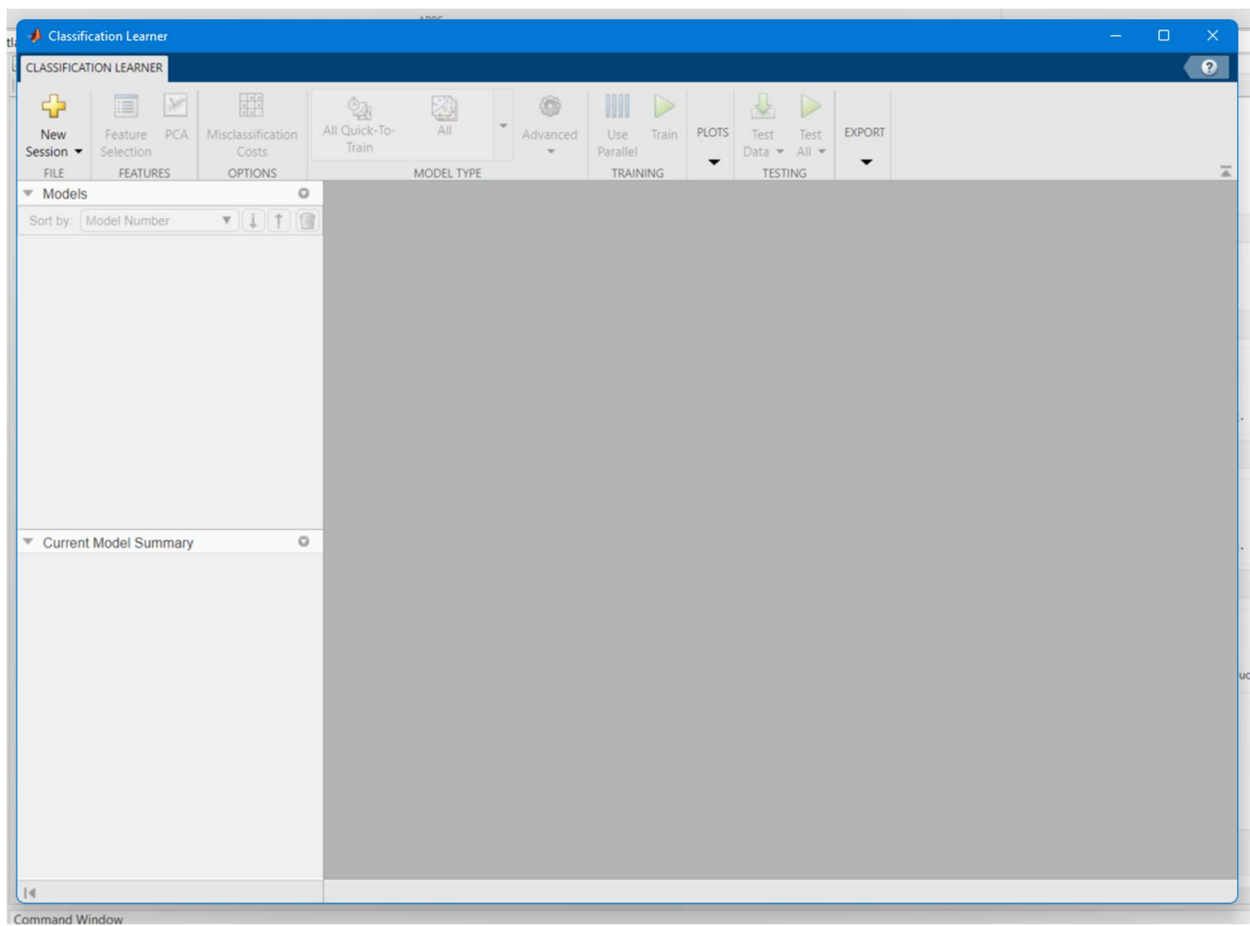 APPS
Classification Learner
CLASSIFICATION LEARNER
?
New Session
Feature Selection
PCA
Misclassification Costs
All Quick-To-Train
All
Advanced
Use Parallel
Train
PLOTS
Test Data
Test All
EXPORT
FILE
FEATURES
OPTIONS
MODEL TYPE
TRAINING
TESTING
Models
Sort by: Model Number
Current Model Summary
Command Window